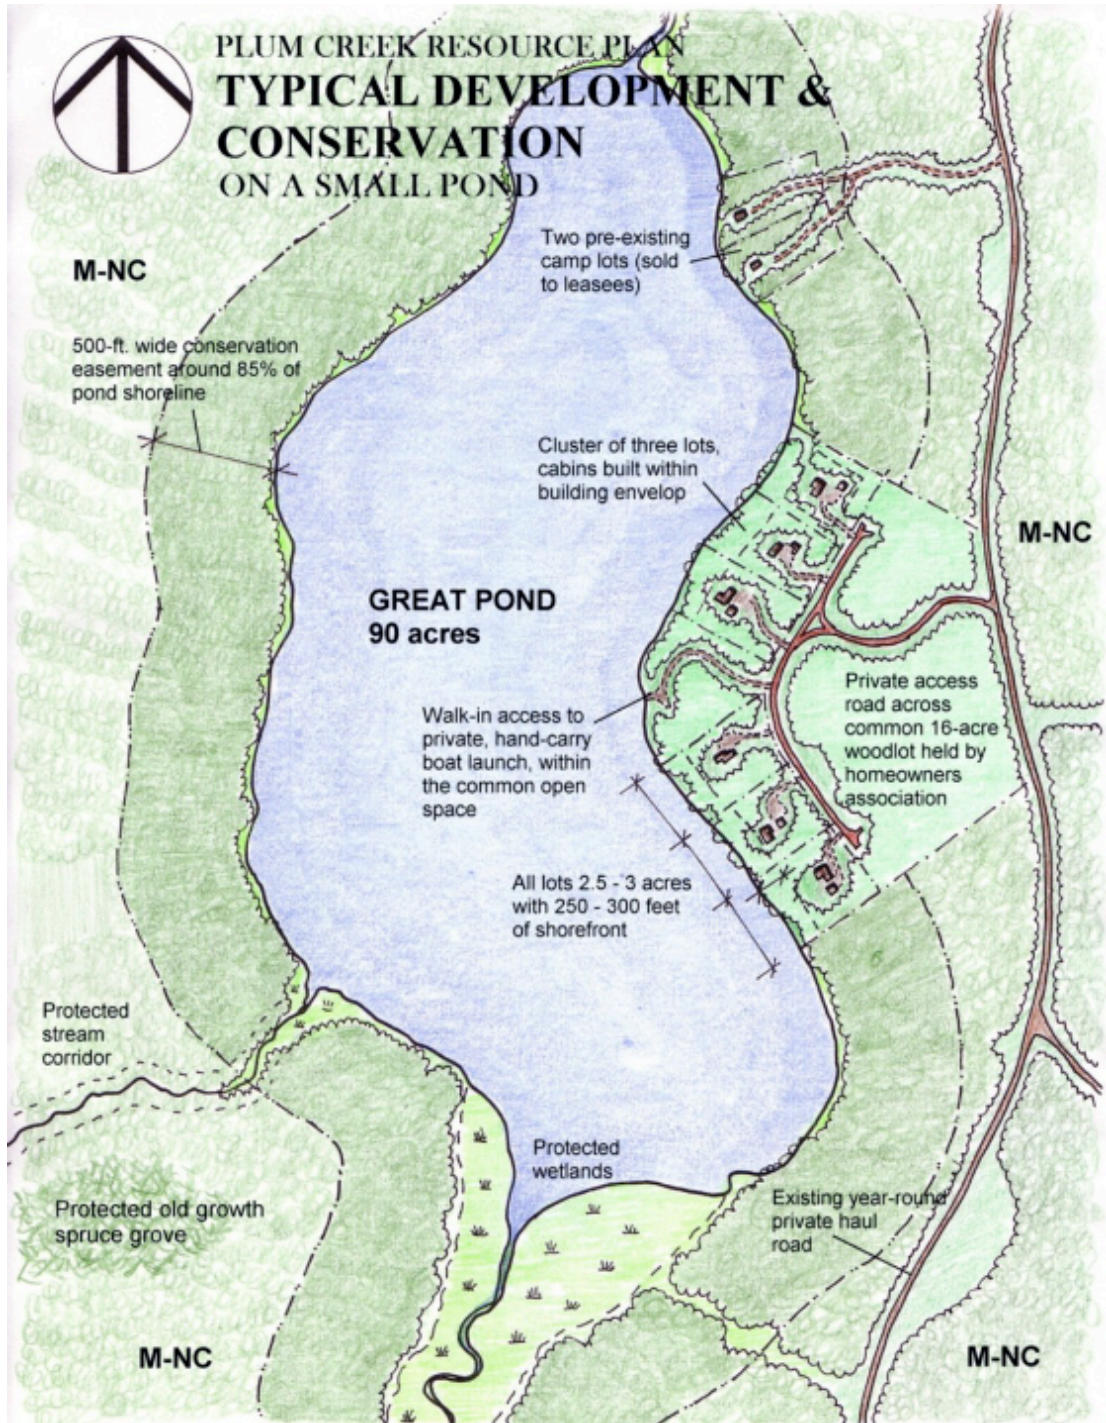 PLUM CREEK RESOURCE PLAN
TYPICAL DEVELOPMENT &
CONSERVATION
ON A SMALL POND
Two pre-existing
camp lots (sold
to leasees)
M-NC
500-ft. wide conservation
easement around 85% of
pond shoreline
Cluster of three lots,
cabins built within
building envelop
M-NC
GREAT POND
90 acres
Private access
road across
common 16-acre
woodlot held by
homeowners
association
Walk-in access to
private, hand-carry
boat launch, within
the common open
space
All lots 2.5 - 3 acres
with 250 - 300 feet
of shorefront
Protected
stream
corridor
Protected
wetlands
Protected old growth
spruce grove
Existing year-round
private haul
road
M-NC
M-NC